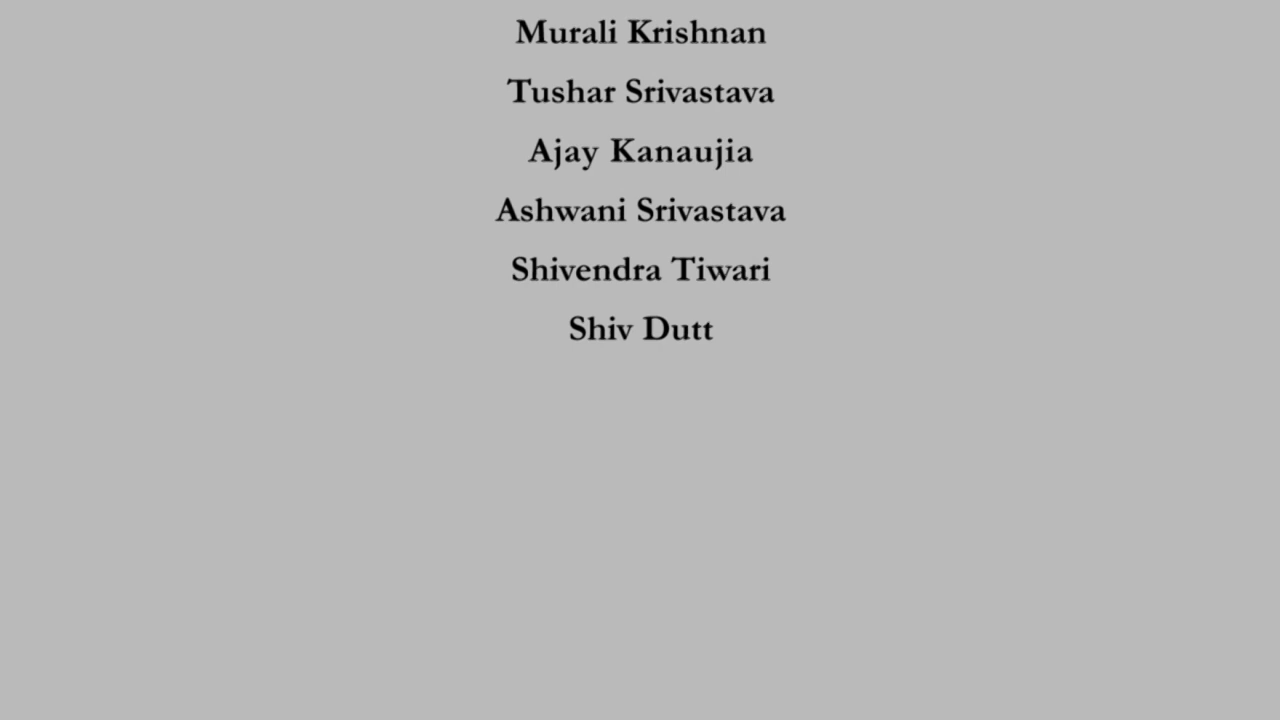 Murali Krishnan
Tushar Srivastava
Ajay Kanaujia
Ashwani Srivastava
Shivendra Tiwari
Shiv Dutt